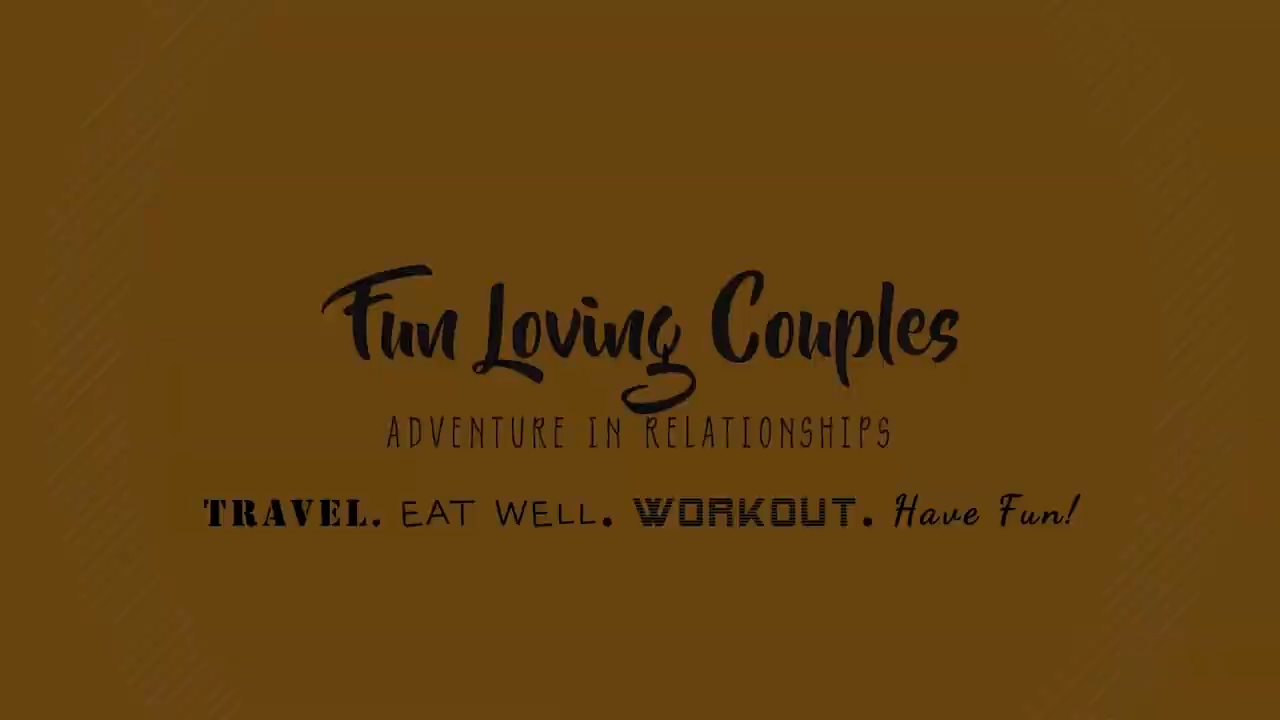 Fun Loving Couples
ADVENTURE IN RELATIONSHIPS
TRAVEL. EAT WELL. WORKOUT. Have Fun!